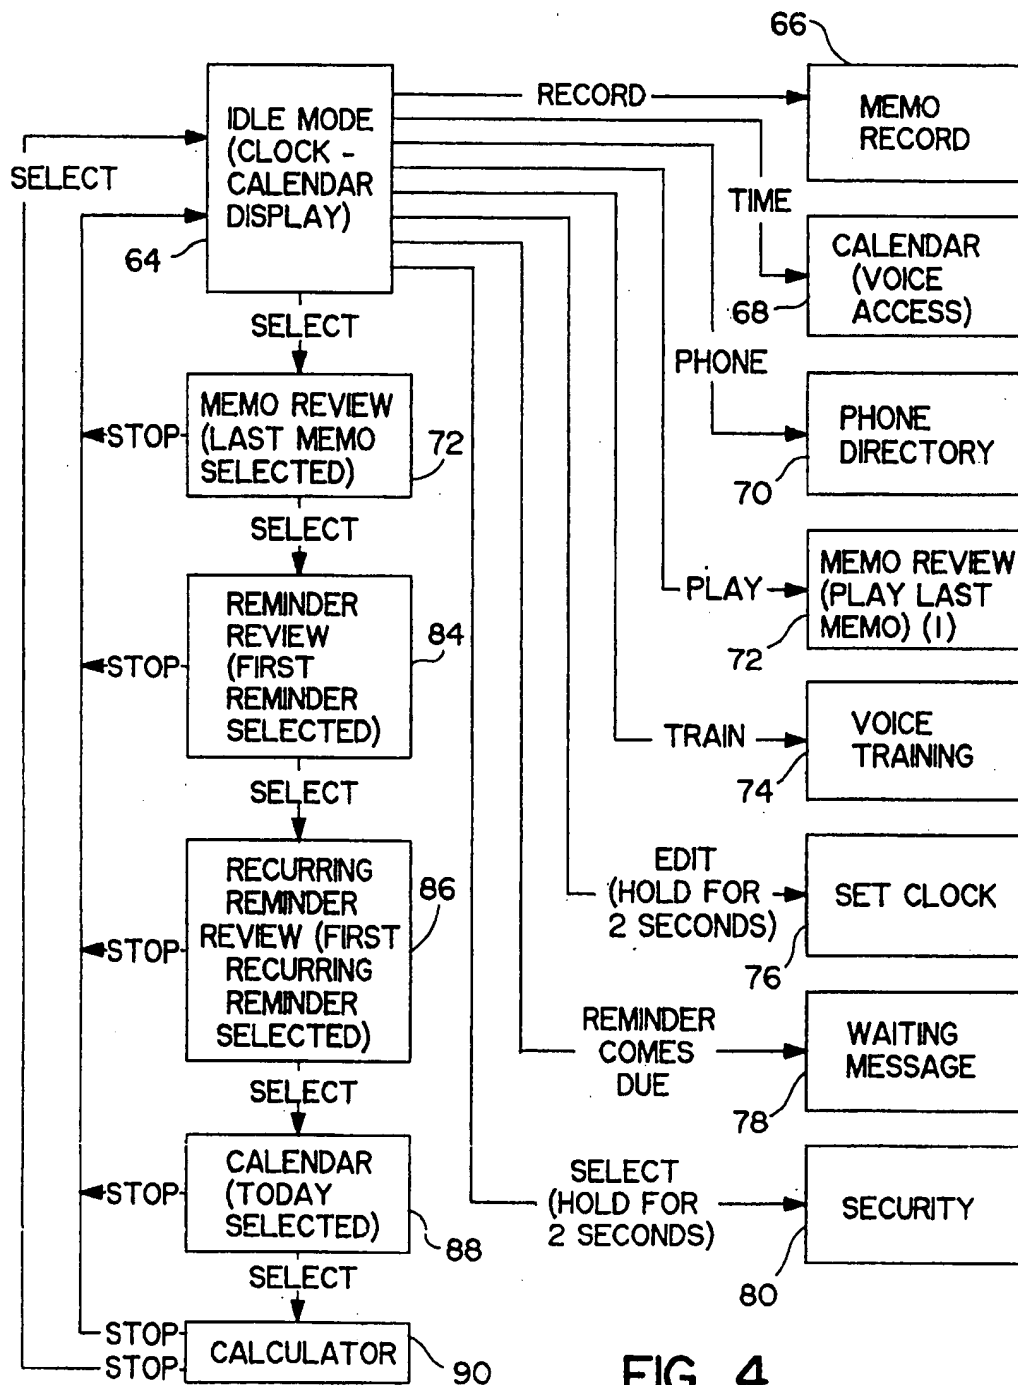 66
IDLE MODE
(CLOCK -
CALENDAR
DISPLAY)
64
RECORD
MEMO
RECORD
SELECT
TIME
CALENDAR
(VOICE
ACCESS)
68
SELECT
PHONE
PHONE
DIRECTORY
70
MEMO REVIEW
(LAST MEMO
SELECTED)
72
STOP
SELECT
PLAY
MEMO REVIEW
(PLAY LAST
MEMO) (1)
72
REMINDER
REVIEW
(FIRST
REMINDER
SELECTED)
84
STOP
TRAIN
VOICE
TRAINING
74
SELECT
RECURRING
REMINDER
REVIEW (FIRST
RECURRING
REMINDER
SELECTED)
86
STOP
EDIT
(HOLD FOR
2 SECONDS)
SET CLOCK
76
REMINDER
COMES
DUE
WAITING
MESSAGE
78
SELECT
CALENDAR
(TODAY
SELECTED)
88
STOP
SELECT
(HOLD FOR
2 SECONDS)
SECURITY
80
SELECT
STOP
STOP
CALCULATOR
90
FIG. 4